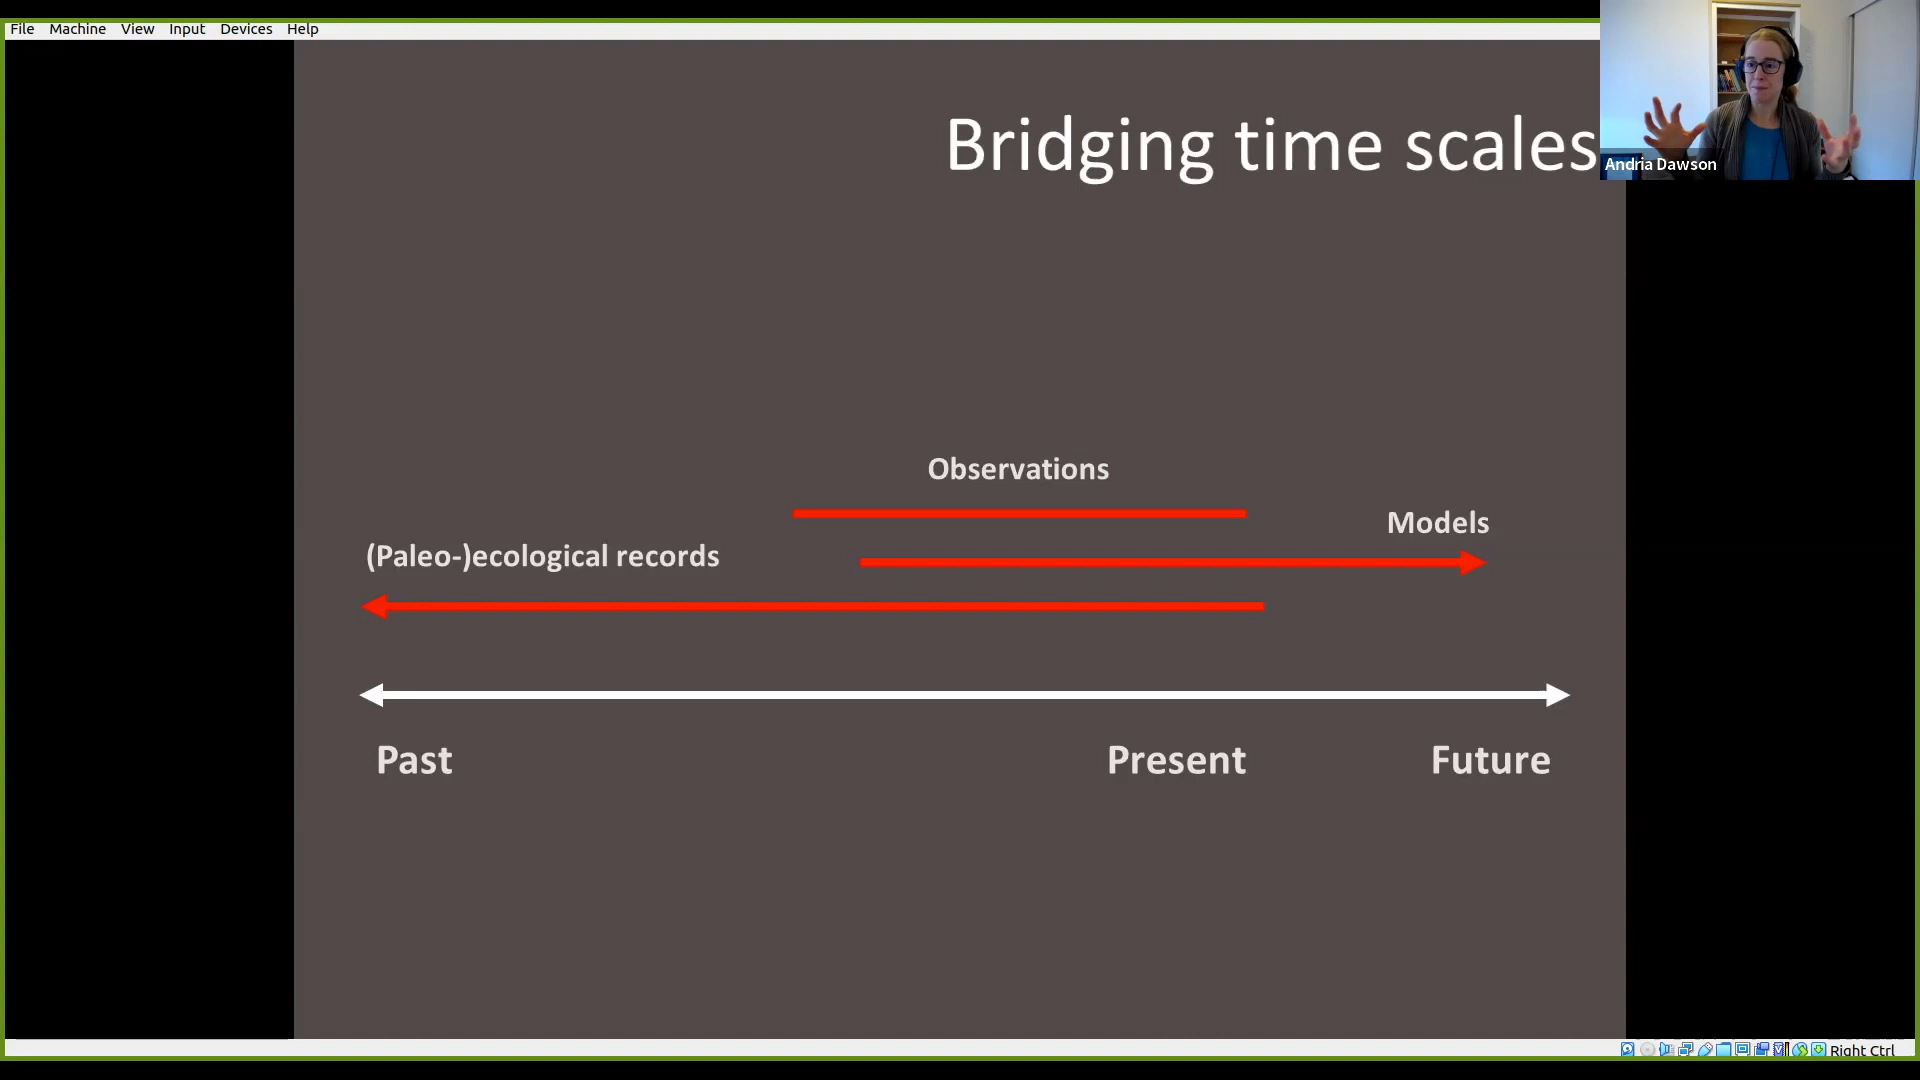 File Machine View Input Devices Help
Bridging time scales
Andria Dawson
Observations
Models
(Paleo-)ecological records
Past Present Future
Right Ctrl